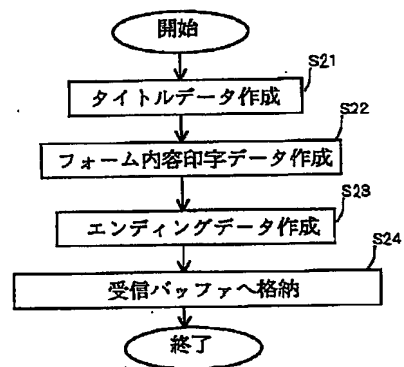 開始
S21
タイトルデータ作成
S22
フォーム内容印字データ作成
S23
エンディングデータ作成
S24
受信バッファへ格納
終了